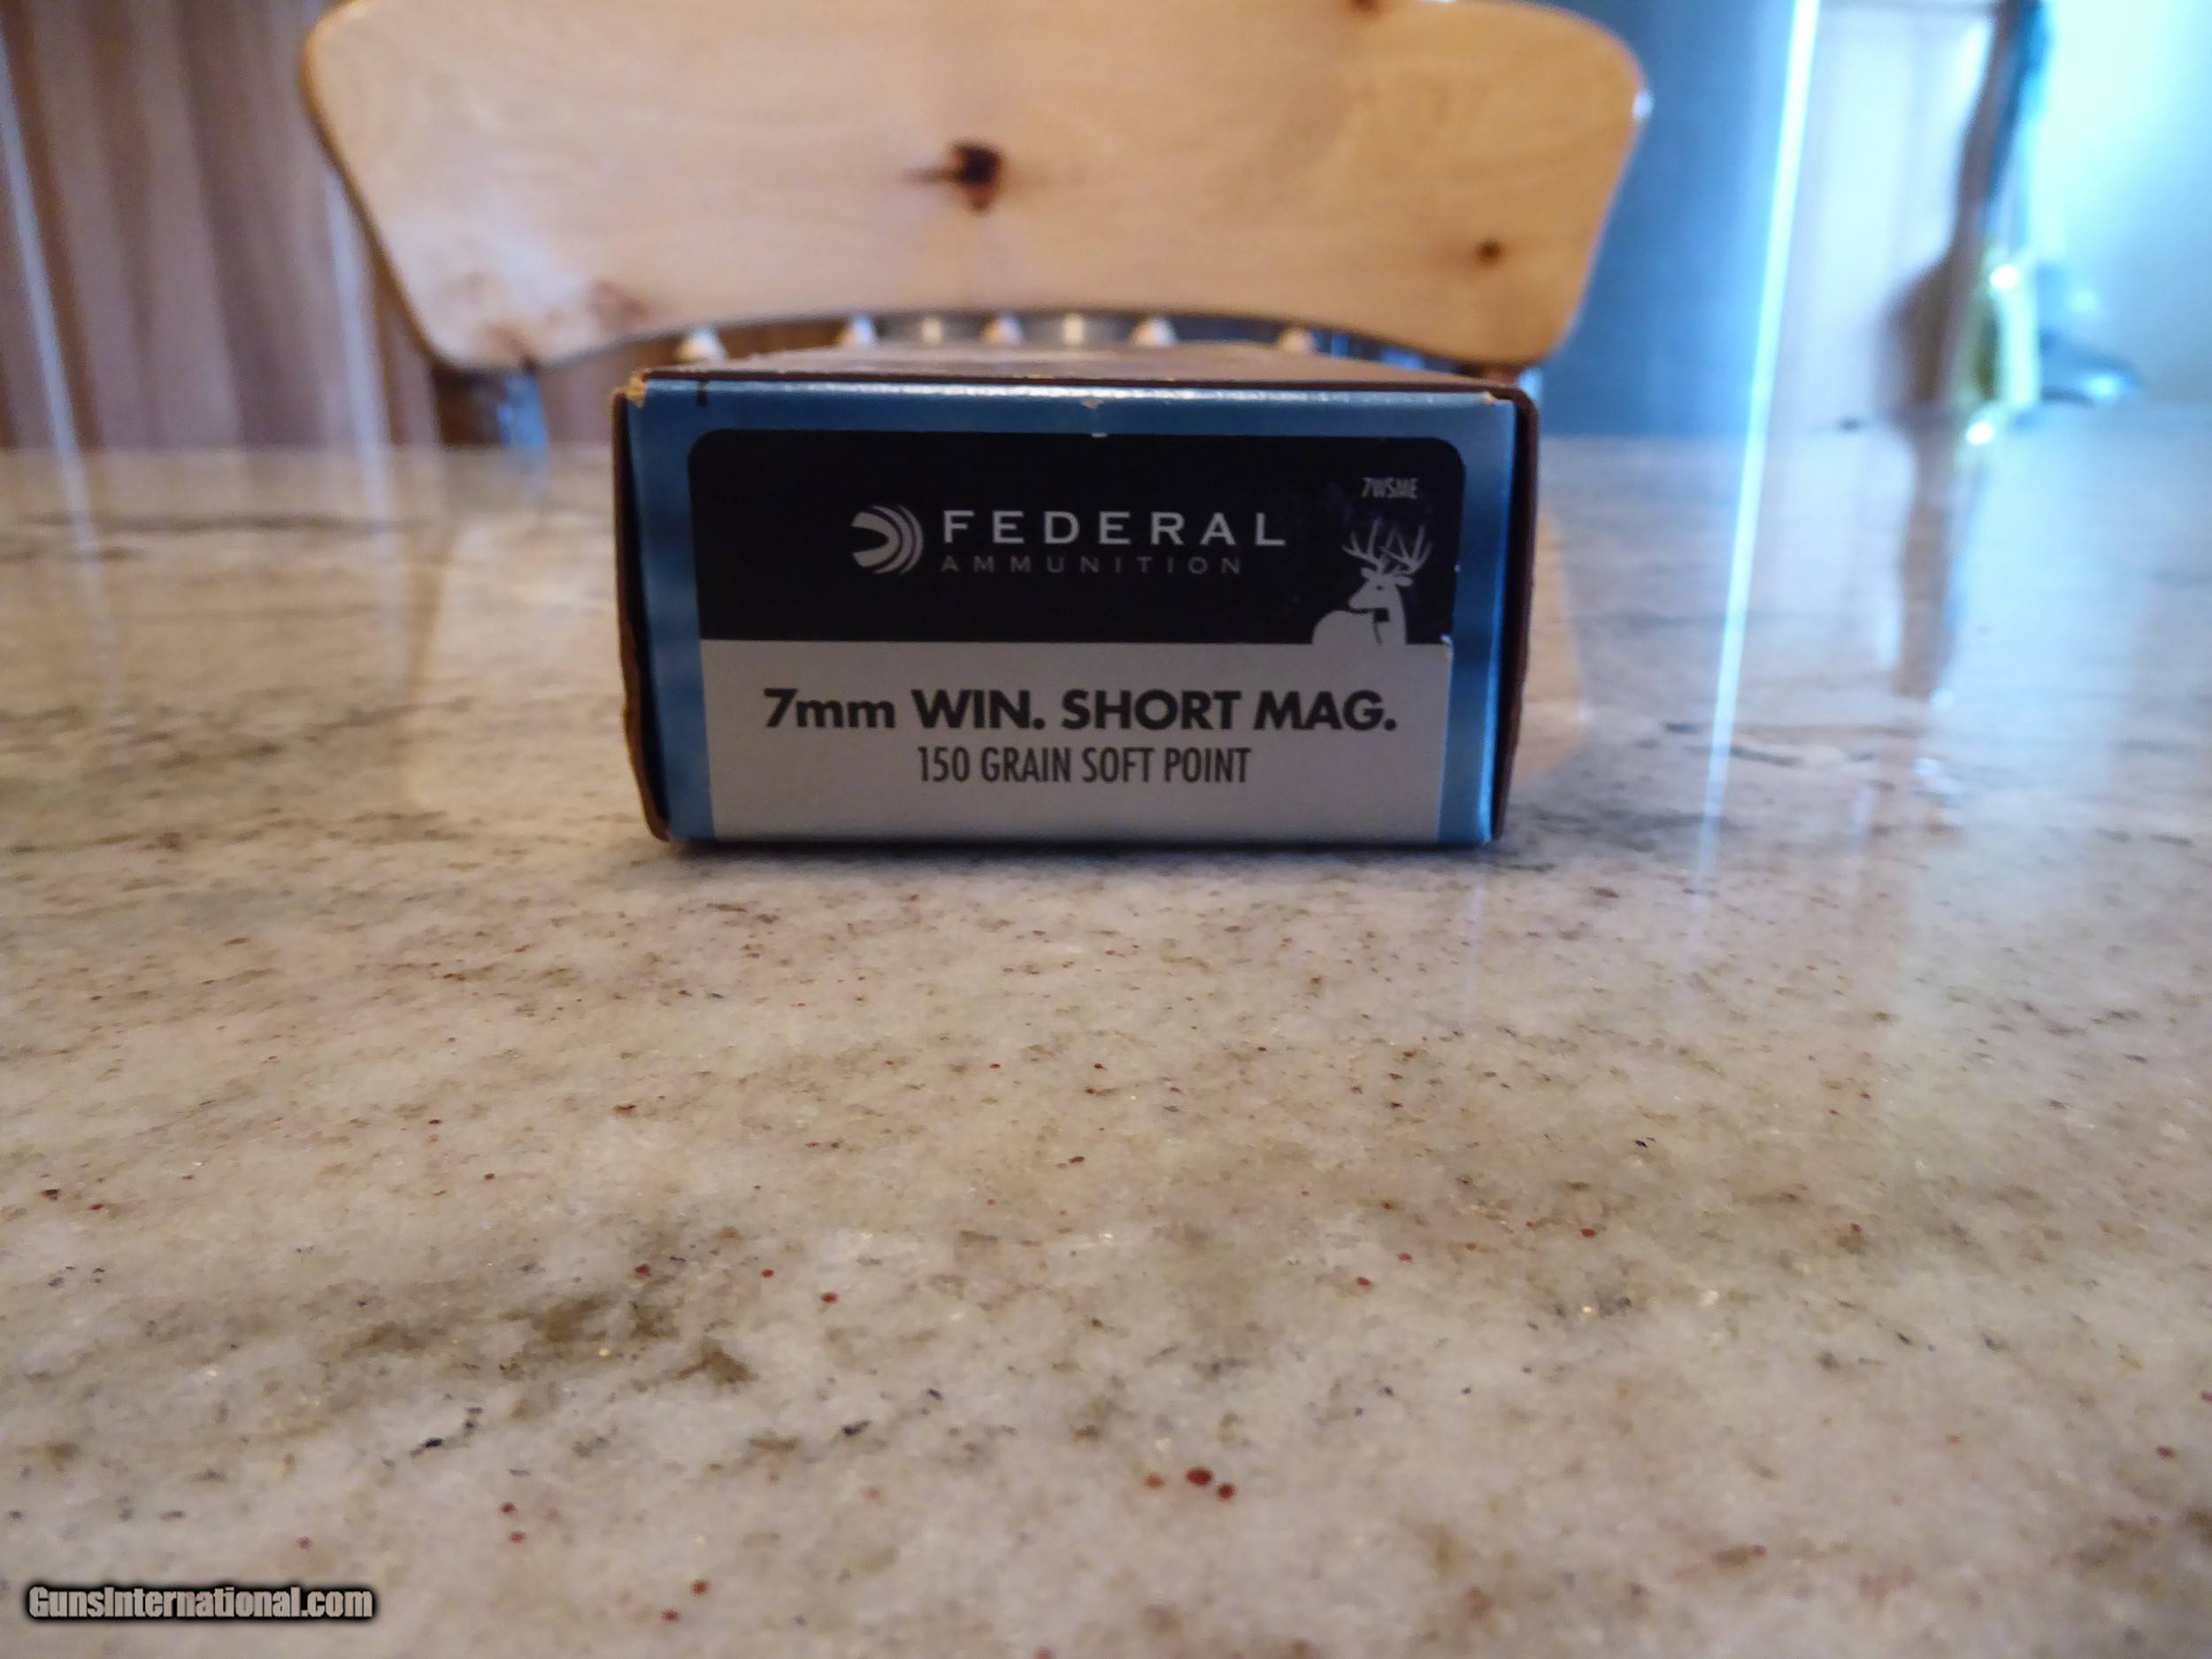 7WSME
FEDERAL
AMMUNITION
7mm WIN. SHORT MAG.
150 GRAIN SOFT POINT
GunsInternational.com